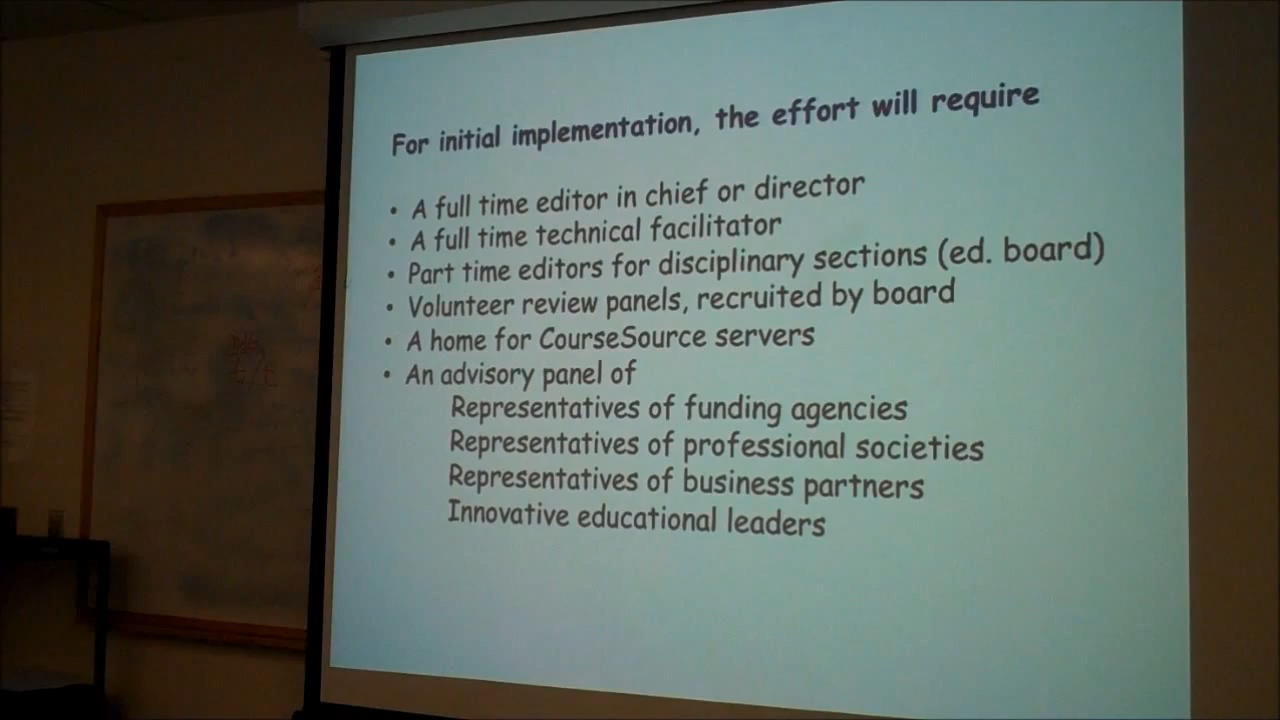 For initial implementation, the effort will require
• A full time editor in chief or director
• A full time technical facilitator
• Part time editors for disciplinary sections (ed. board)
• Volunteer review panels, recruited by board
• A home for CourseSource servers
• An advisory panel of
Representatives of funding agencies
Representatives of professional societies
Representatives of business partners
Innovative educational leaders